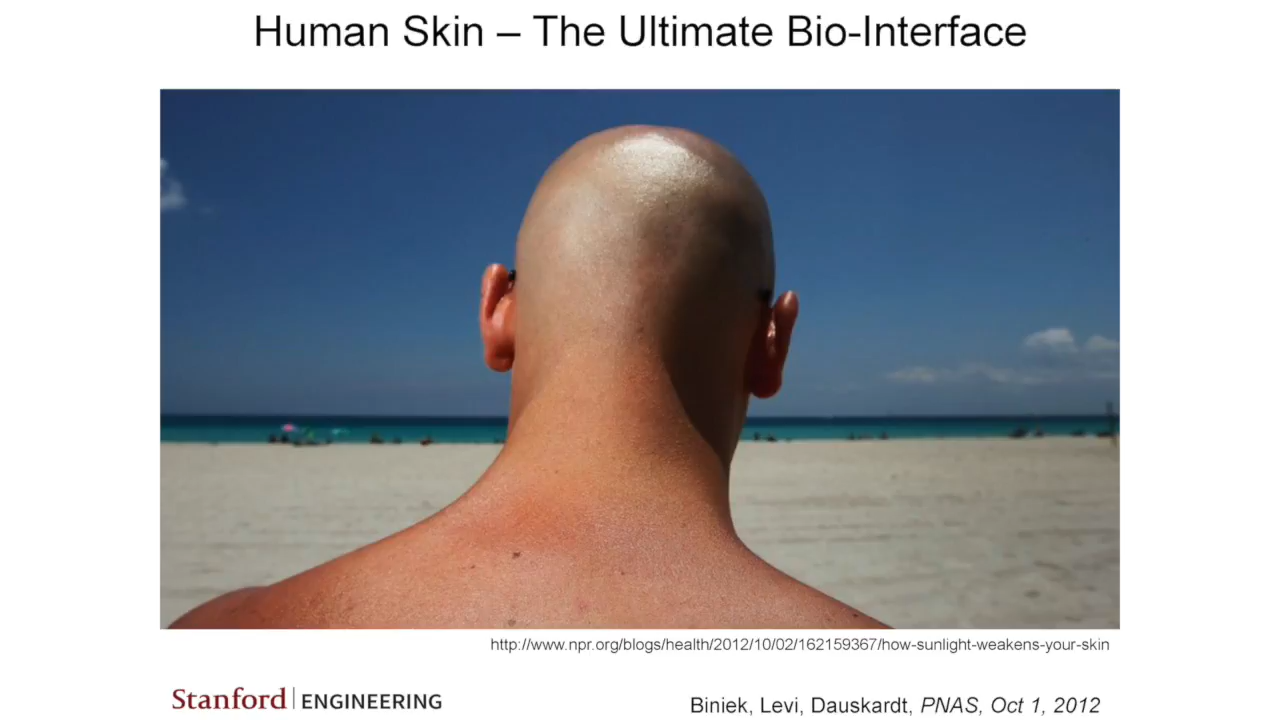 Human Skin – The Ultimate Bio-Interface
http://www.npr.org/blogs/health/2012/10/02/162159367/how-sunlight-weakens-your-skin
Stanford ENGINEERING
Biniek, Levi, Dauskardt, PNAS, Oct 1, 2012